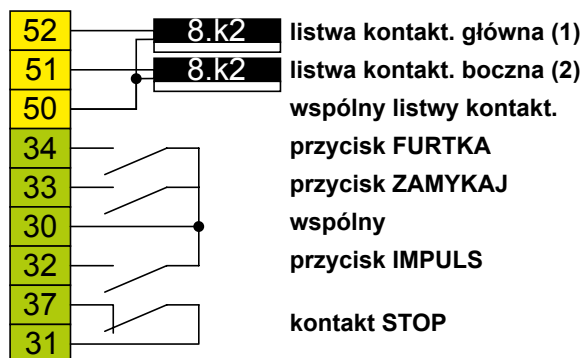 52 8.k2 listwa kontakt. główna (1)
51 8.k2 listwa kontakt. boczna (2)
50 wspólny listwy kontakt.
34 przycisk FURTKA
33 przycisk ZAMYKAJ
30 wspólny
32 przycisk IMPULS
37
kontakt STOP
31